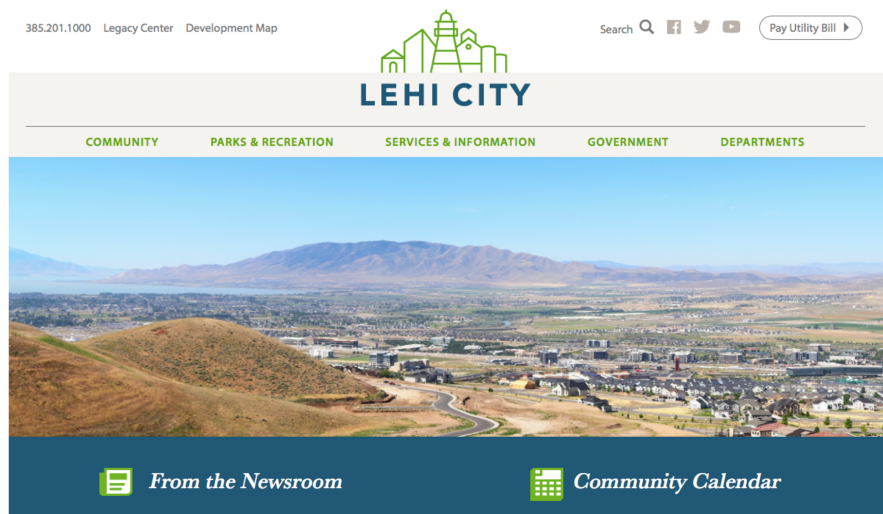 385.201.1000 Legacy Center Development Map
Search Pay Utility Bill
LEHI CITY
COMMUNITY PARKS & RECREATION SERVICES & INFORMATION GOVERNMENT DEPARTMENTS
From the Newsroom Community Calendar